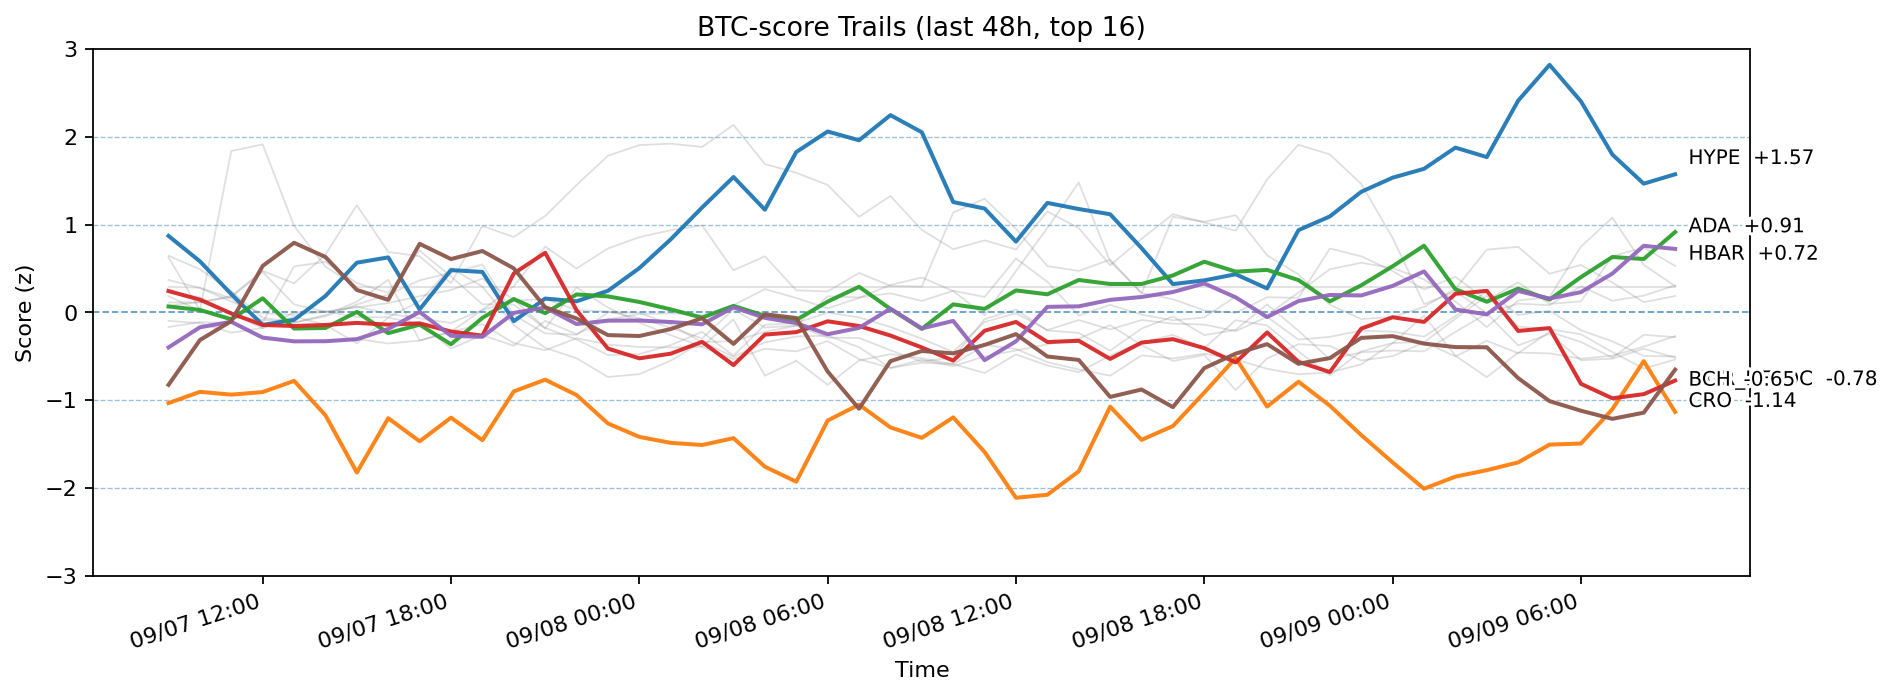 BTC-score Trails (last 48h, top 16)
Score (z)
3
2
1
0
−1
−2
−3
HYPE +1.57
ADA +0.91
HBAR +0.72
BCH -0.65
-0.78
CRO -1.14
09/07 12:00
09/07 18:00
09/08 00:00
09/08 06:00
09/08 12:00
09/08 18:00
09/09 00:00
09/09 06:00
Time